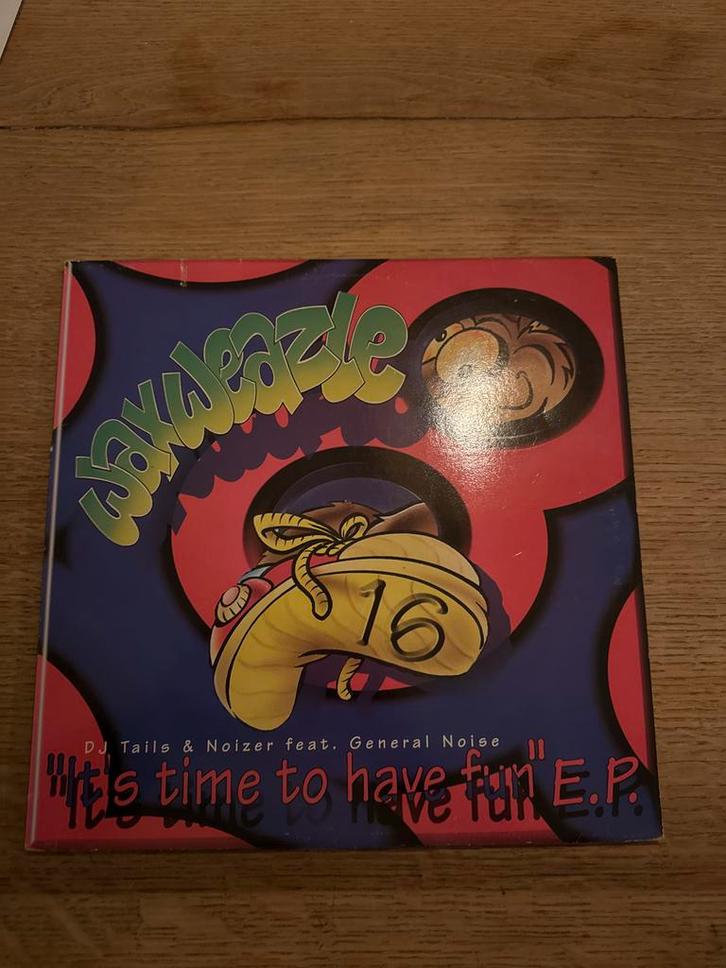 waxweazle
16
DJ Tails & Noizer feat. General Noise
"It's time to have fun" E.P.